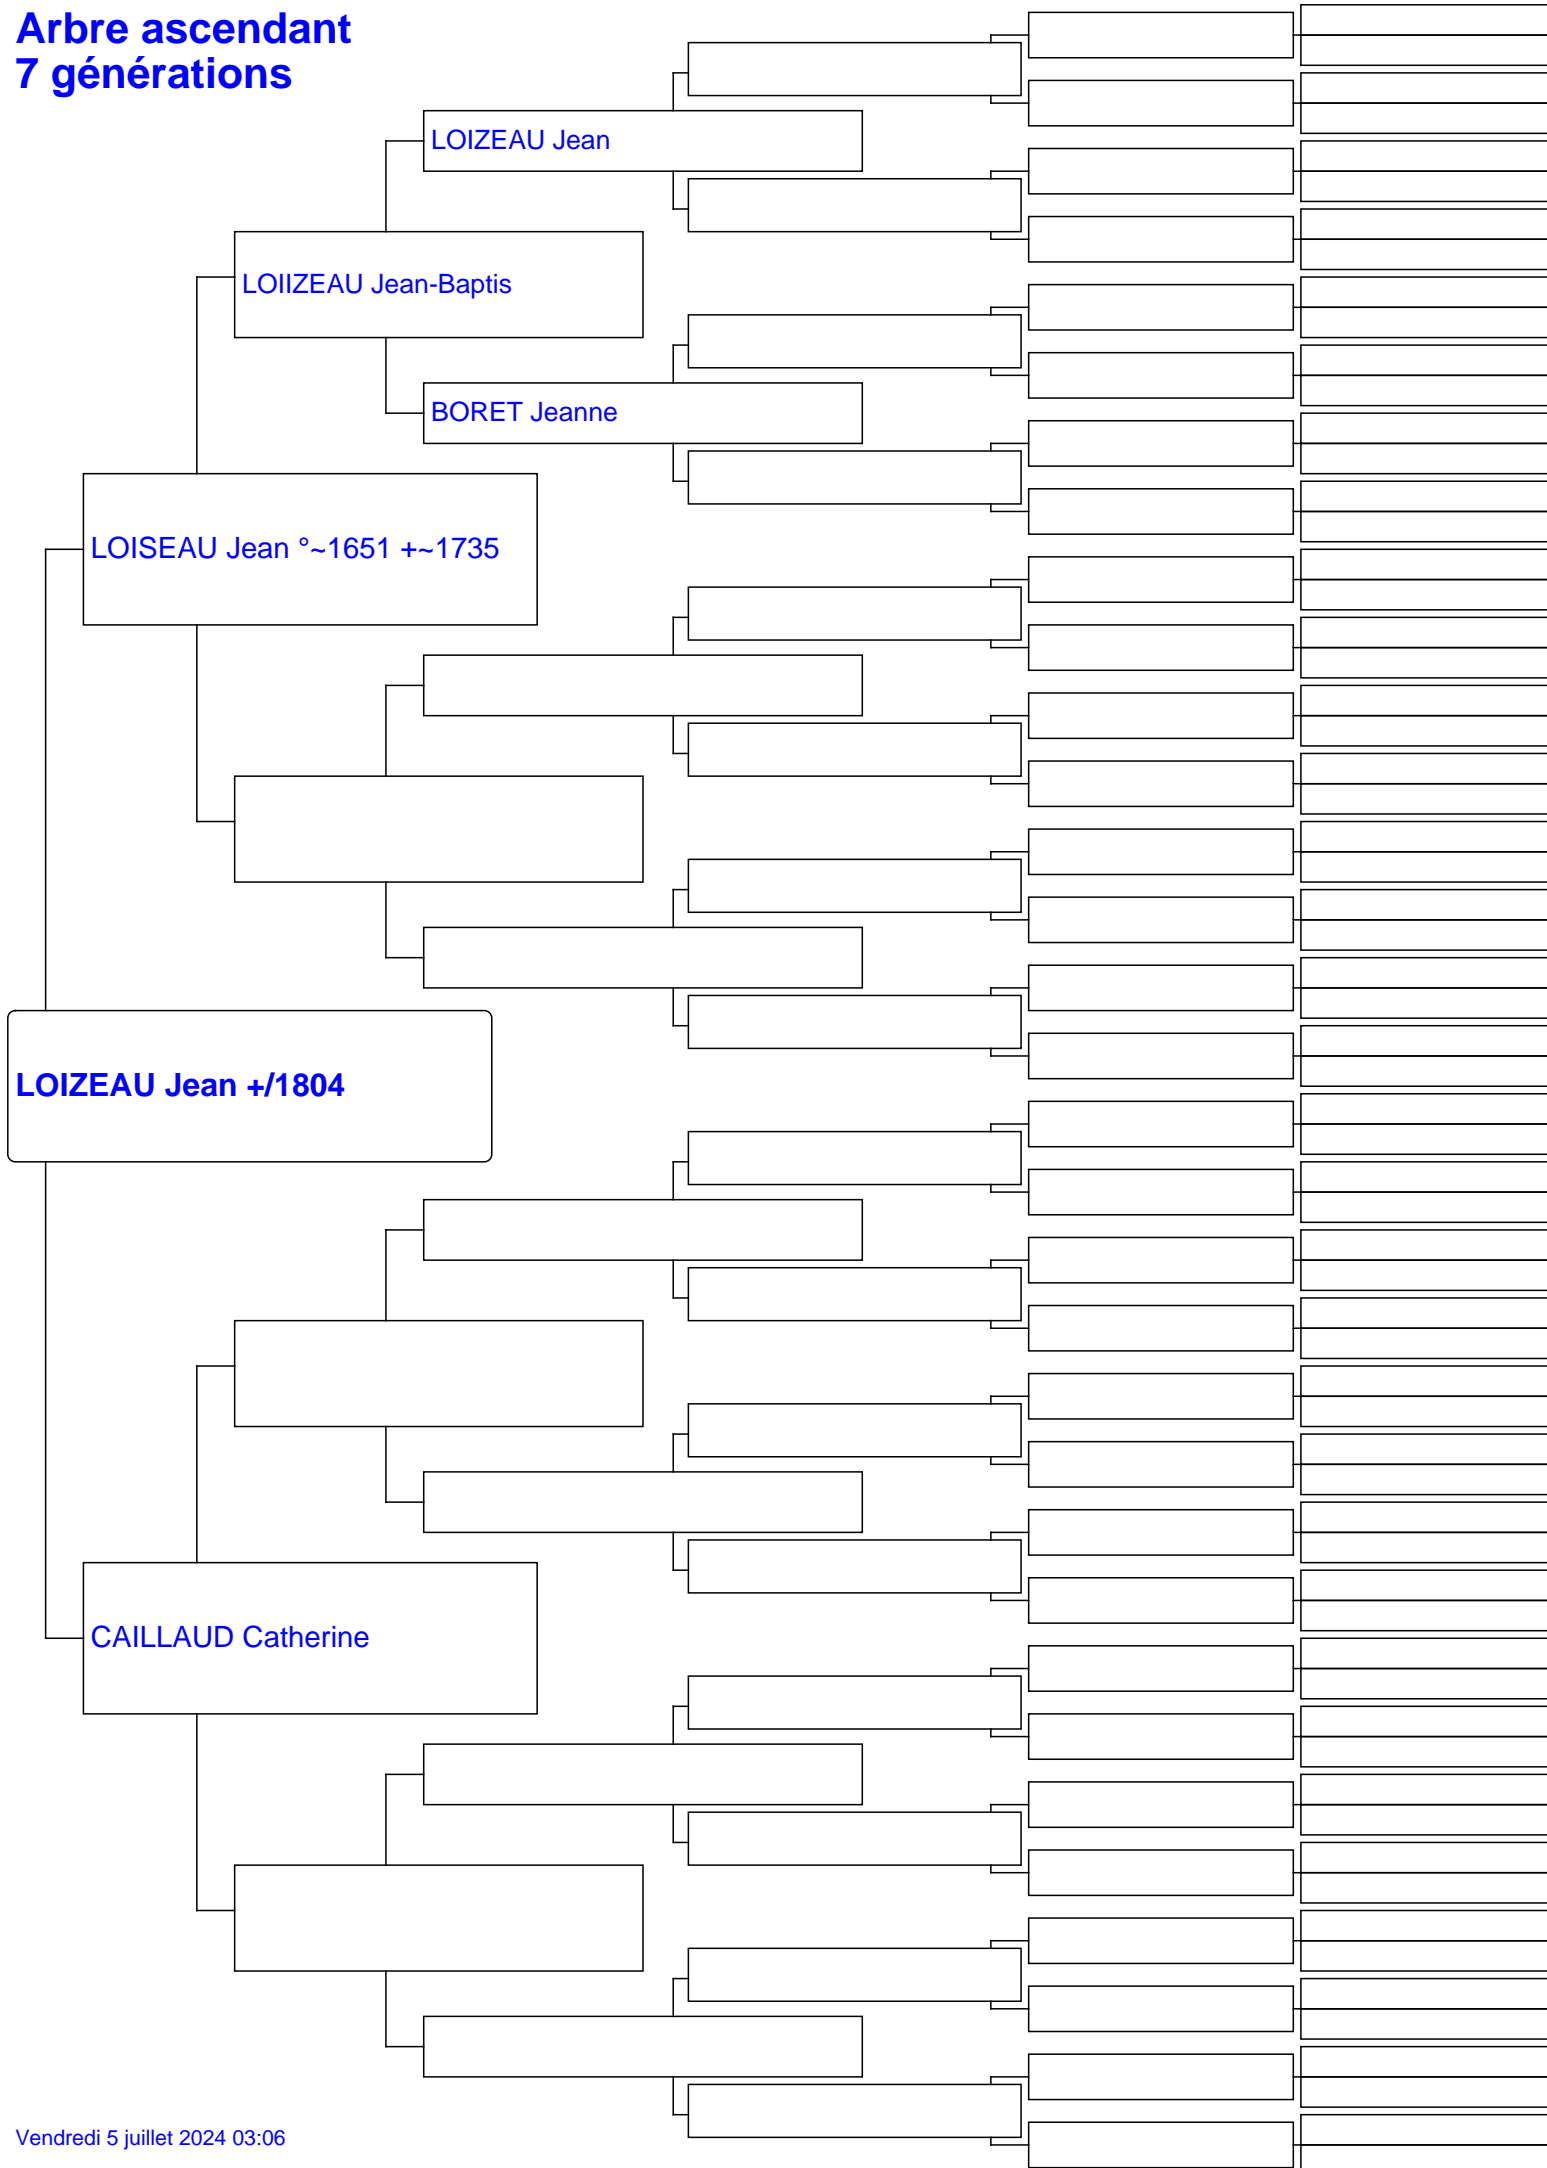 Arbre ascendant
7 générations
LOIZEAU Jean
LOIIZEAU Jean-Baptis
BORET Jeanne
LOISEAU Jean °~1651 +~1735
LOIZEAU Jean +/1804
CAILLAUD Catherine
Vendredi 5 juillet 2024 03:06